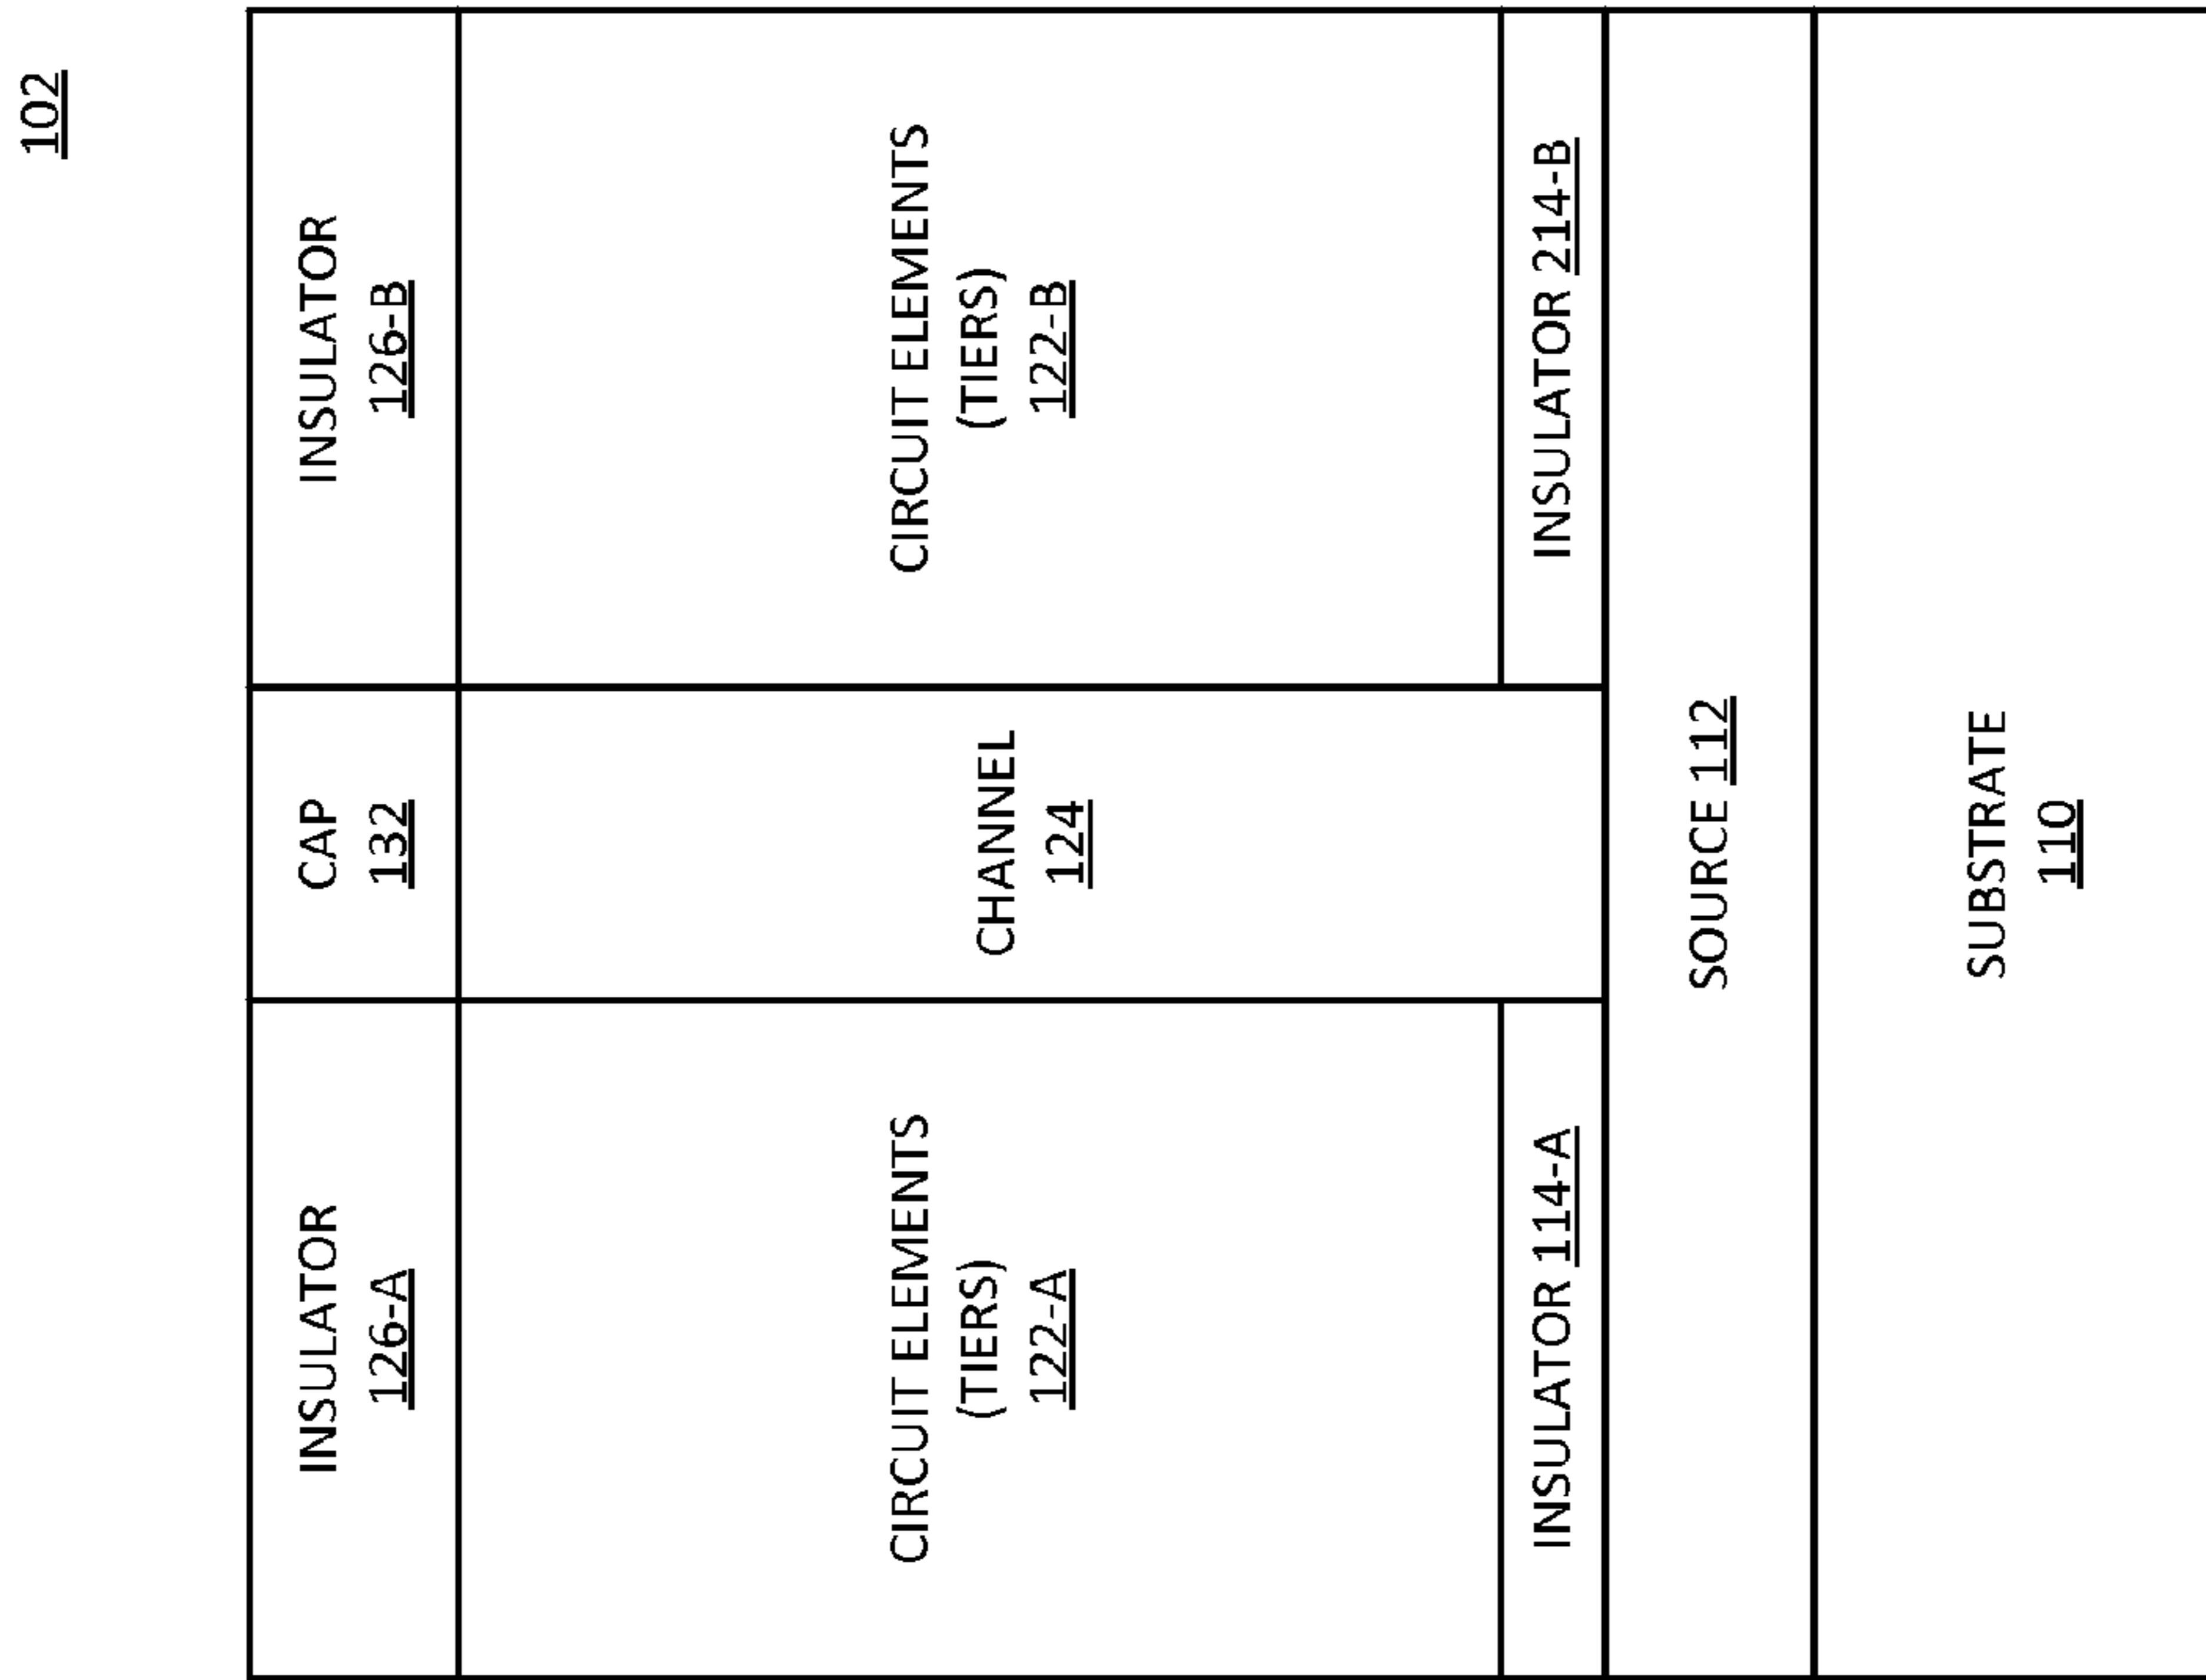 102
INSULATOR
126-A
CAP
132
INSULATOR
126-B
CIRCUIT ELEMENTS
(TIERS)
122-A
CHANNEL
124
CIRCUIT ELEMENTS
(TIERS)
122-B
INSULATOR 114-A
INSULATOR 214-B
SOURCE 112
SUBSTRATE
110